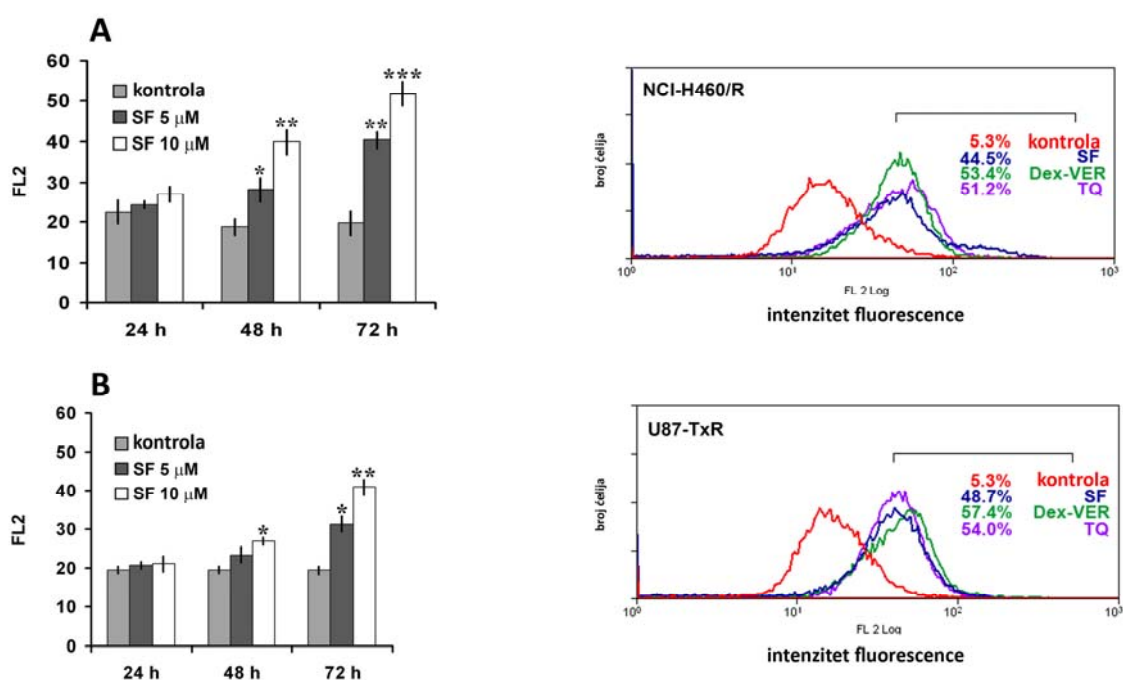 A
60
50
40
30
20
10
0
FL2
kontrola
SF 5 μM
SF 10 μM
*
**
**
***
24 h
48 h
72 h
NCI-H460/R
broj ćelija
5.3% kontrola
44.5% SF
53.4% Dex-VER
51.2% TQ
10⁰
10¹
10²
10³
FL 2 Log
intenzitet fluorescence
B
60
50
40
30
20
10
0
FL2
kontrola
SF 5 μM
SF 10 μM
*
*
**
24 h
48 h
72 h
U87-TxR
broj ćelija
5.3% kontrola
48.7% SF
57.4% Dex-VER
54.0% TQ
10⁰
10¹
10²
10³
FL 2 Log
intenzitet fluorescence